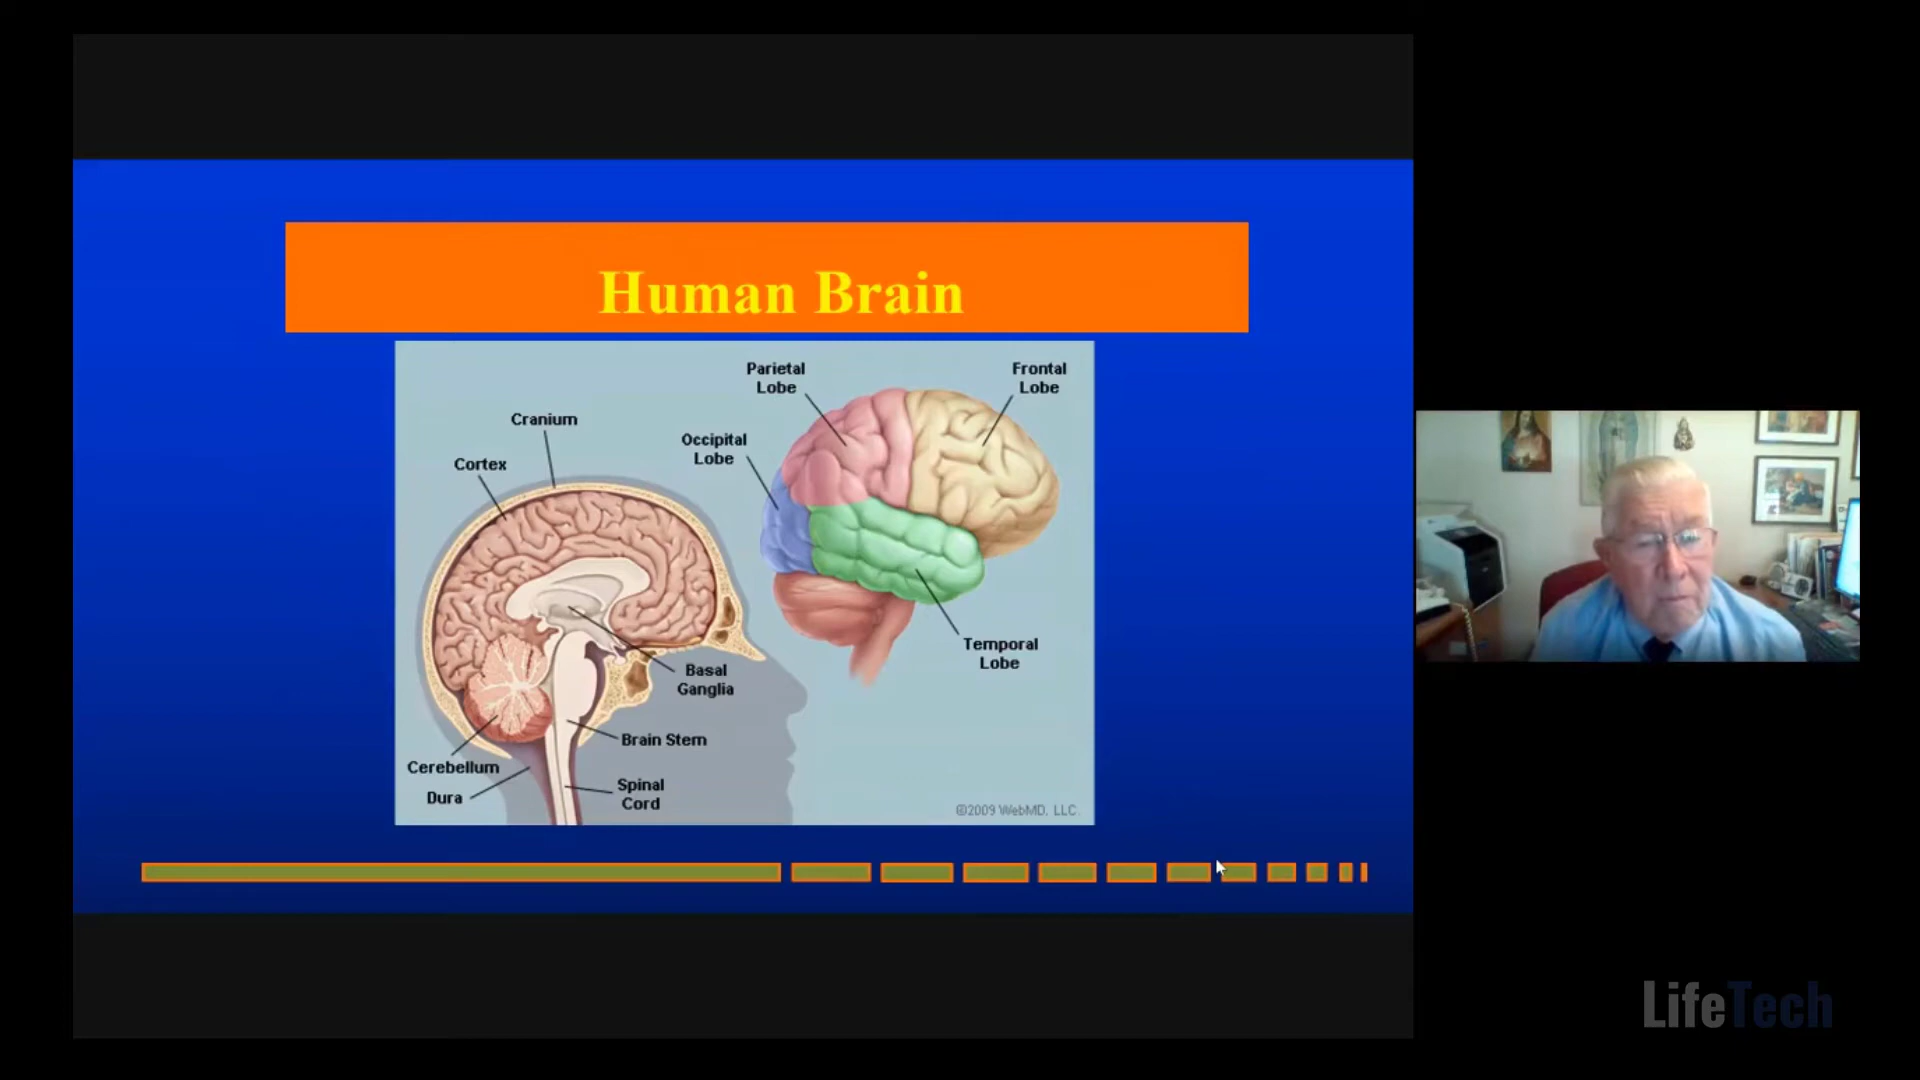 Human Brain
Parietal
Lobe
Frontal
Lobe
Cranium
Occipital
Lobe
Cortex
Temporal
Lobe
Basal
Ganglia
Brain Stem
Cerebellum
Spinal
Cord
Dura
©2009 WebMD, LLC.
LifeTech